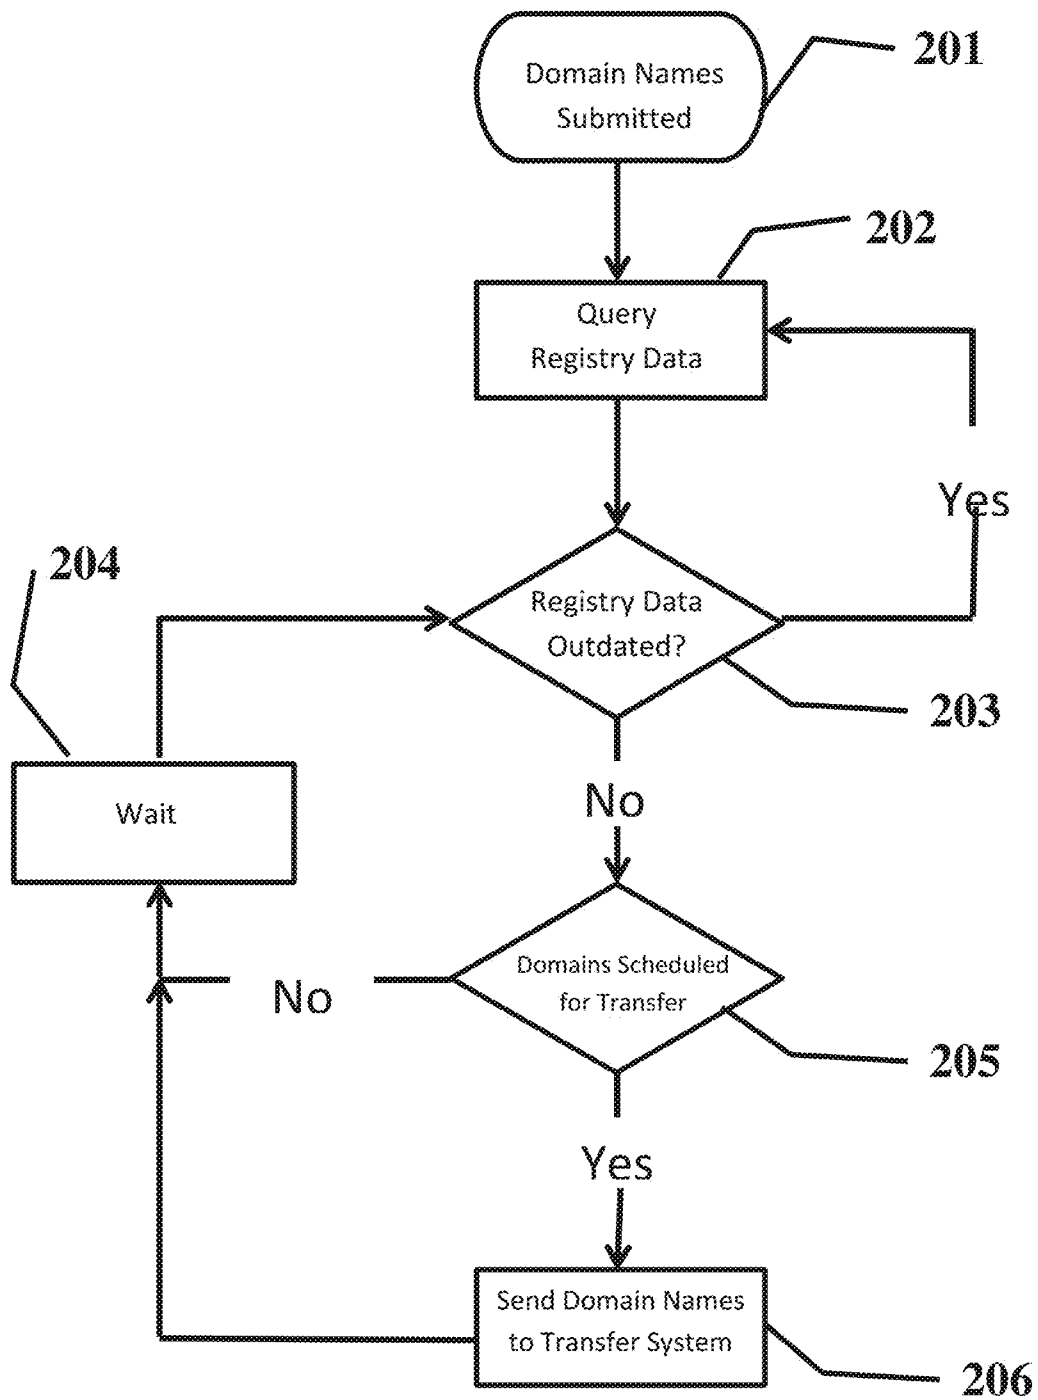 Domain Names
Submitted
201
202
Query
Registry Data
Yes
204
Registry Data
Outdated?
203
Wait
No
Domains Scheduled
for Transfer
No
205
Yes
Send Domain Names
to Transfer System
206